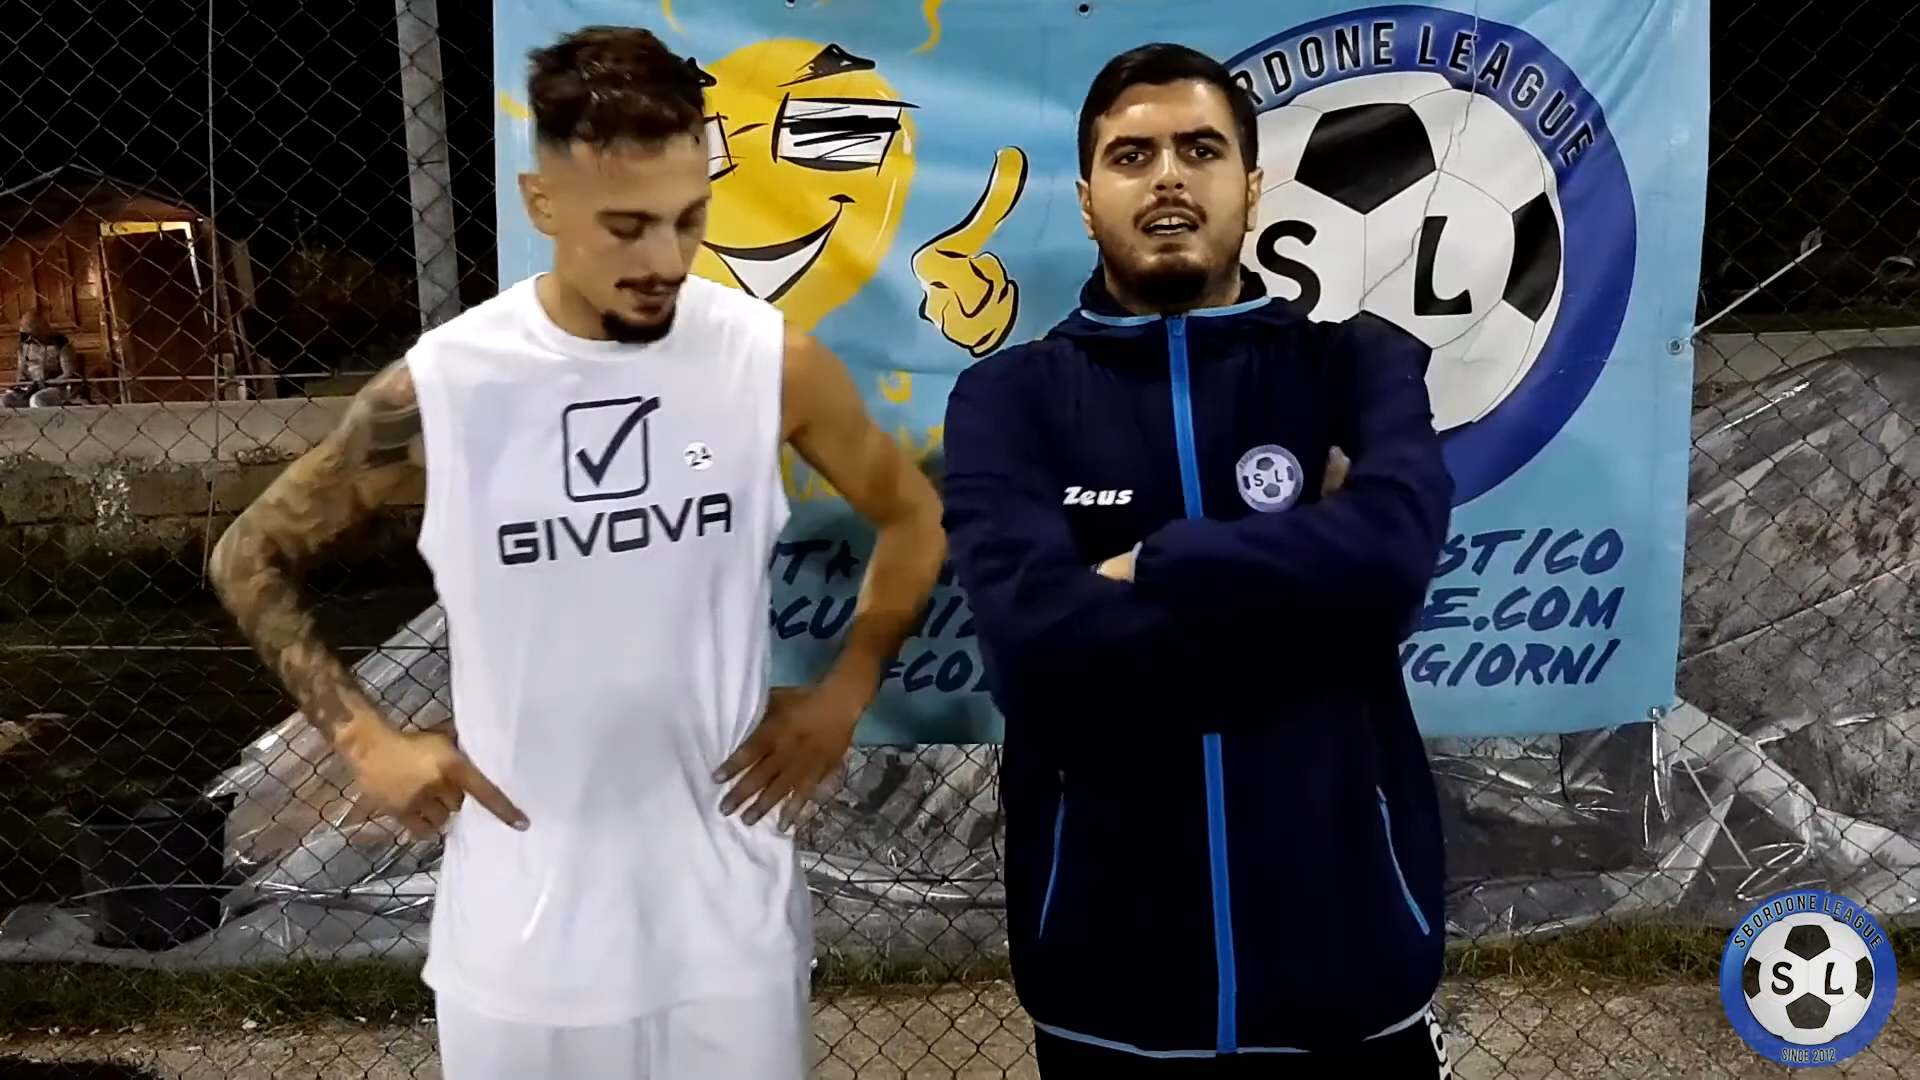 SBORDONE LEAGUE
S L
24
GIVOVA
Zeus
S L
STICO
E.COM
GIORNI
SBORDONE LEAGUE
S L
SINCE 2012